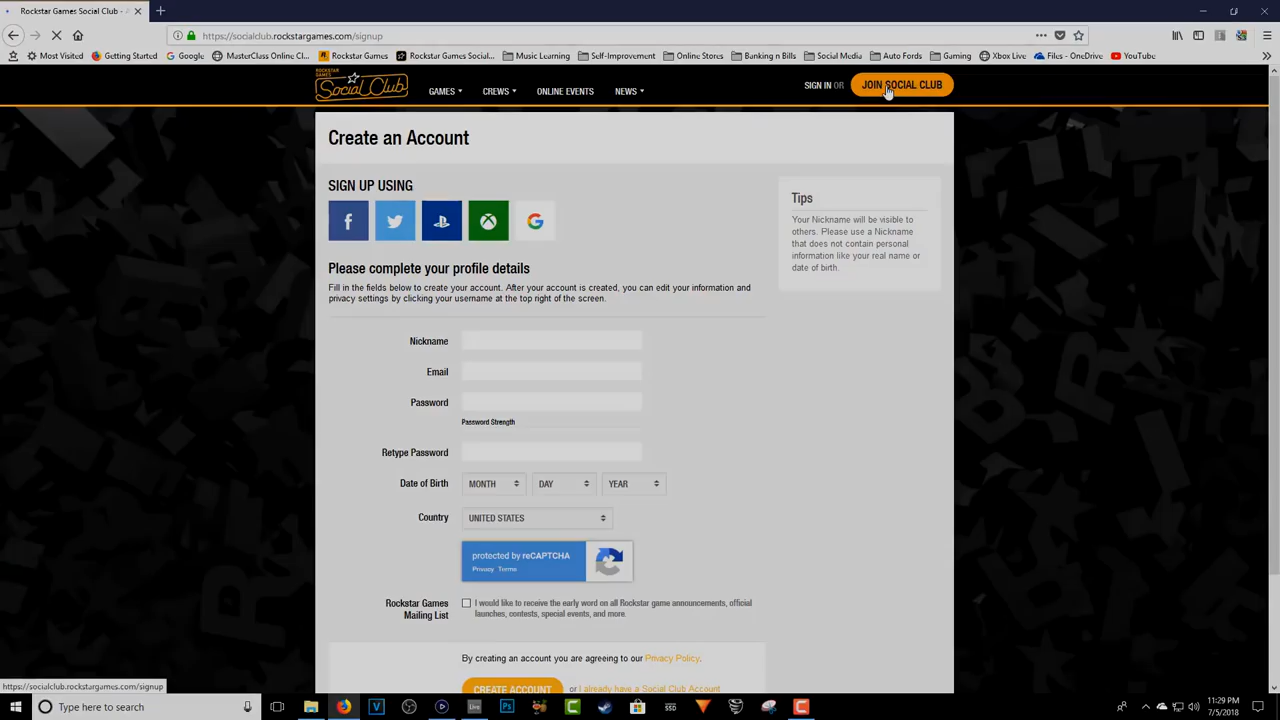 Rockstar Games Social Club - A
https://socialclub.rockstargames.com/signup
Most Visited Getting Started Google MasterClass Online Cl... Rockstar Games Rockstar Games Social... Music Learning Self-Improvement Online Stores Banking n Bills Social Media Auto Fords Gaming Xbox Live Files - OneDrive YouTube
ROCKSTAR GAMES Social Club
GAMES CREWS ONLINE EVENTS NEWS SIGN IN OR JOIN SOCIAL CLUB
Create an Account
SIGN UP USING
Tips
Your Nickname will be visible to
others. Please use a Nickname
that does not contain personal
information like your real name or
date of birth.
Please complete your profile details
Fill in the fields below to create your account. After your account is created, you can edit your information and
privacy settings by clicking your username at the top right of the screen.
Nickname
Email
Password
Password Strength
Retype Password
Date of Birth MONTH DAY YEAR
Country UNITED STATES
protected by reCAPTCHA
Privacy Terms
Rockstar Games
Mailing List
I would like to receive the early word on all Rockstar game announcements, official
launches, contests, special events, and more.
By creating an account you are agreeing to our Privacy Policy.
CREATE ACCOUNT or I already have a Social Club Account
https://socialclub.rockstargames.com/signup
Type here to search
Live
Ps
SSD
11:29 PM
7/5/2018